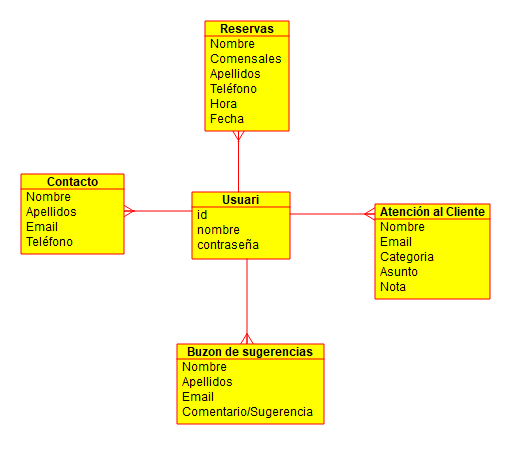 Reservas
Nombre
Comensales
Apellidos
Teléfono
Hora
Fecha
Contacto
Nombre
Apellidos
Email
Teléfono
Usuari
id
nombre
contraseña
Atención al Cliente
Nombre
Email
Categoria
Asunto
Nota
Buzon de sugerencias
Nombre
Apellidos
Email
Comentario/Sugerencia